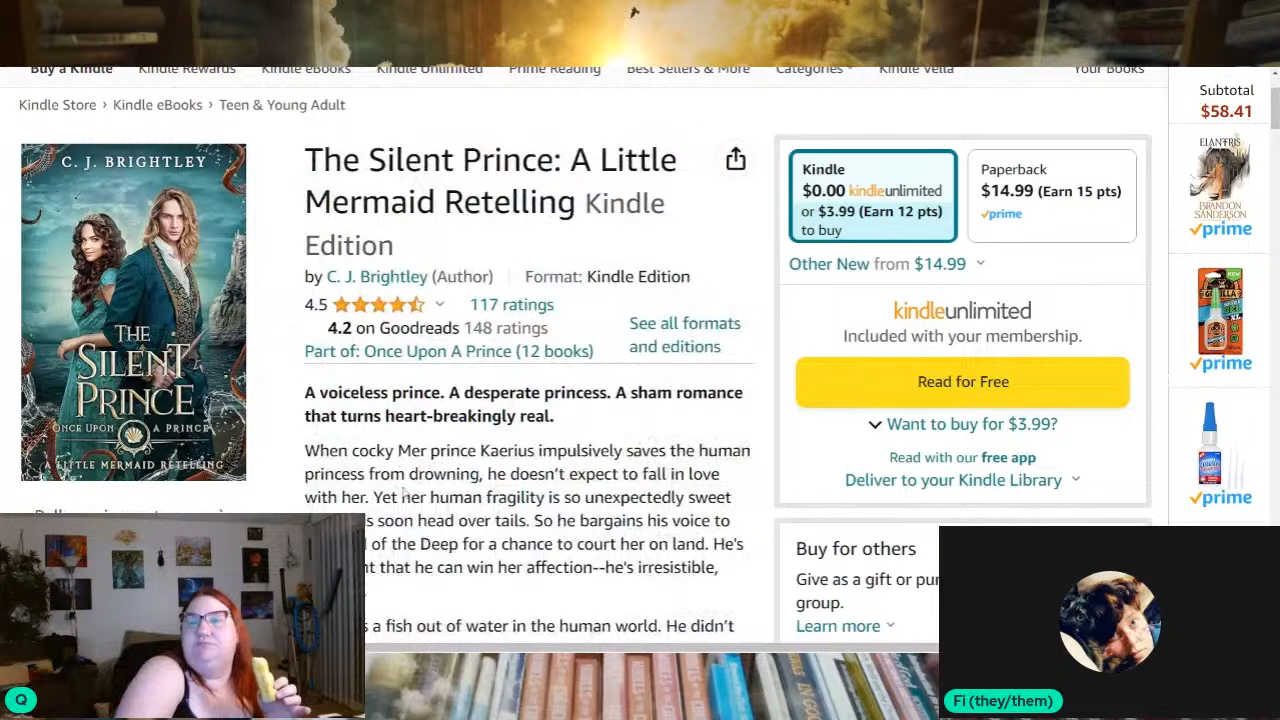 Buy a Kindle Kindle Rewards Kindle eBooks Kindle Unlimited Prime Reading Best Sellers & More Categories Kindle Vella Your Books
Kindle Store › Kindle eBooks › Teen & Young Adult
Subtotal
$58.41
C. J. BRIGHTLEY
THE
SILENT
PRINCE
ONCE UPON A PRINCE
A LITTLE MERMAID RETELLING
The Silent Prince: A Little
Mermaid Retelling Kindle
Edition
by C. J. Brightley (Author) Format: Kindle Edition
4.5 117 ratings
4.2 on Goodreads 148 ratings
Part of: Once Upon A Prince (12 books)
See all formats
and editions
A voiceless prince. A desperate princess. A sham romance
that turns heart-breakingly real.
When cocky Mer prince Kaerius impulsively saves the human
princess from drowning, he doesn’t expect to fall in love
with her. Yet her human fragility is so unexpectedly sweet
s soon head over tails. So he bargains his voice to
of the Deep for a chance to court her on land. He's
t that he can win her affection--he's irresistible,
s a fish out of water in the human world. He didn’t
Kindle
$0.00 kindleunlimited
or $3.99 (Earn 12 pts)
to buy
Paperback
$14.99 (Earn 15 pts)
prime
Other New from $14.99
kindleunlimited
Included with your membership.
Read for Free
Want to buy for $3.99?
Read with our free app
Deliver to your Kindle Library
Buy for others
Give as a gift or pur
group.
Learn more
ELANTRIS
BRANDON
SANDERSON
prime
prime
prime
Q
Fi (they/them)